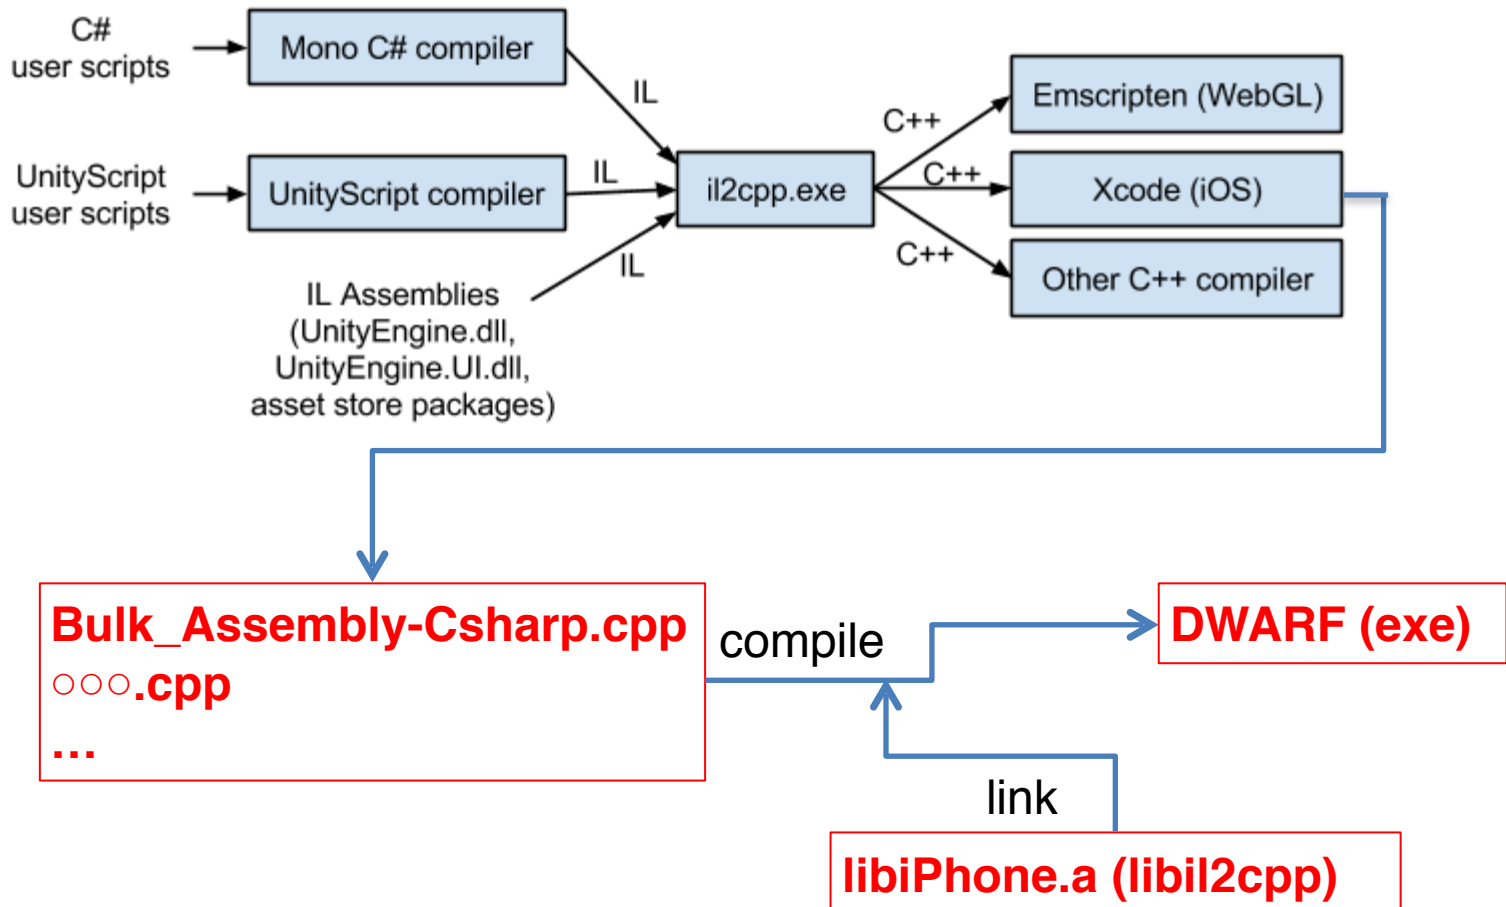 C#
user scripts
Mono C# compiler
IL
Emscripten (WebGL)
C++
UnityScript
user scripts
UnityScript compiler
IL
il2cpp.exe
C++
Xcode (iOS)
IL
C++
Other C++ compiler
IL Assemblies
(UnityEngine.dll,
UnityEngine.UI.dll,
asset store packages)
Bulk_Assembly-Csharp.cpp
○○○.cpp
…
compile
DWARF (exe)
link
libiPhone.a (libil2cpp)